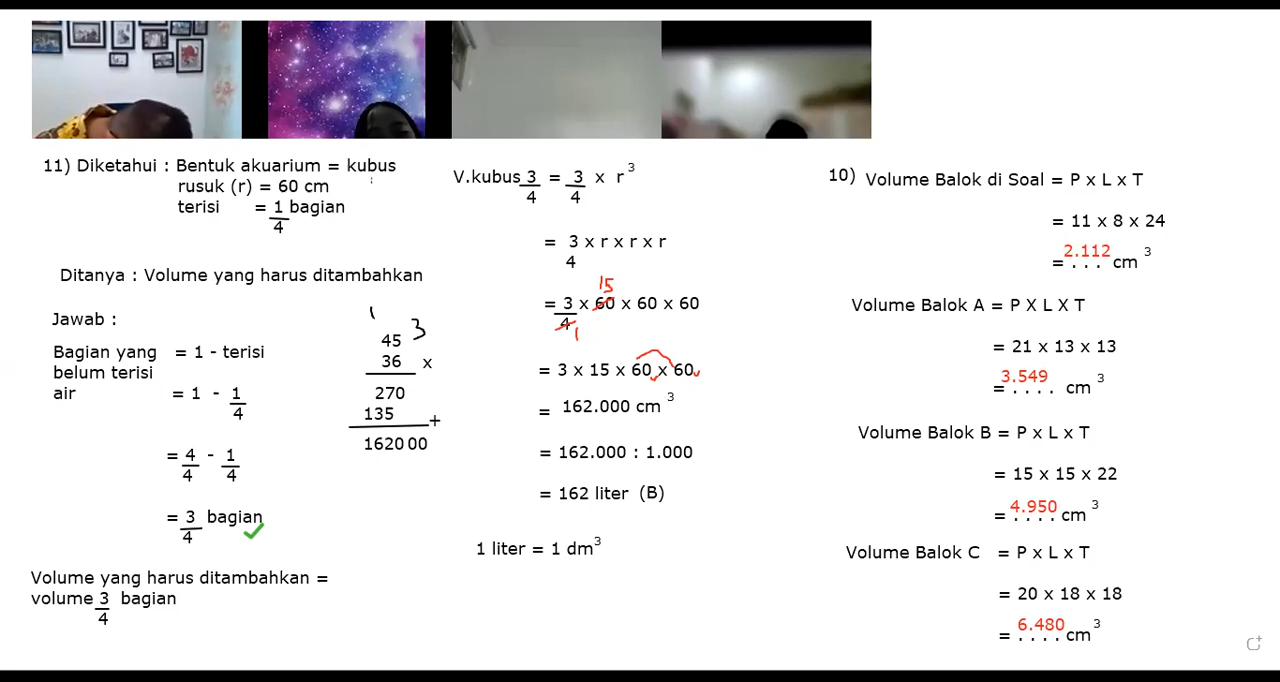 11) Diketahui : Bentuk akuarium = kubus
rusuk (r) = 60 cm
terisi = 1/4 bagian
Ditanya : Volume yang harus ditambahkan
Jawab :
Bagian yang belum terisi air = 1 - terisi
= 1 - 1/4
= 4/4 - 1/4
= 3/4 bagian
Volume yang harus ditambahkan =
volume 3/4 bagian
1
45 3
36 x
270
135 +
162000
V.kubus 3/4 = 3/4 x r³
= 3/4 x r x r x r
15
= 3/4 x 60 x 60 x 60
1
= 3 x 15 x 60 x 60
= 162.000 cm³
= 162.000 : 1.000
= 162 liter (B)
1 liter = 1 dm³
10) Volume Balok di Soal = P x L x T
= 11 x 8 x 24
2.112
= . . . cm³
Volume Balok A = P X L X T
= 21 x 13 x 13
3.549
= . . . . cm³
Volume Balok B = P x L x T
= 15 x 15 x 22
4.950
= . . . . cm³
Volume Balok C = P x L x T
= 20 x 18 x 18
6.480
= . . . . cm³